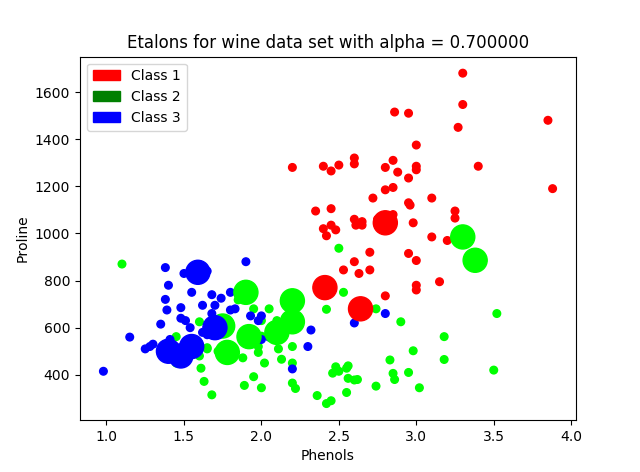 Etalons for wine data set with alpha = 0.700000
Class 1
Class 2
Class 3
Proline
1600
1400
1200
1000
800
600
400
1.0 1.5 2.0 2.5 3.0 3.5 4.0
Phenols